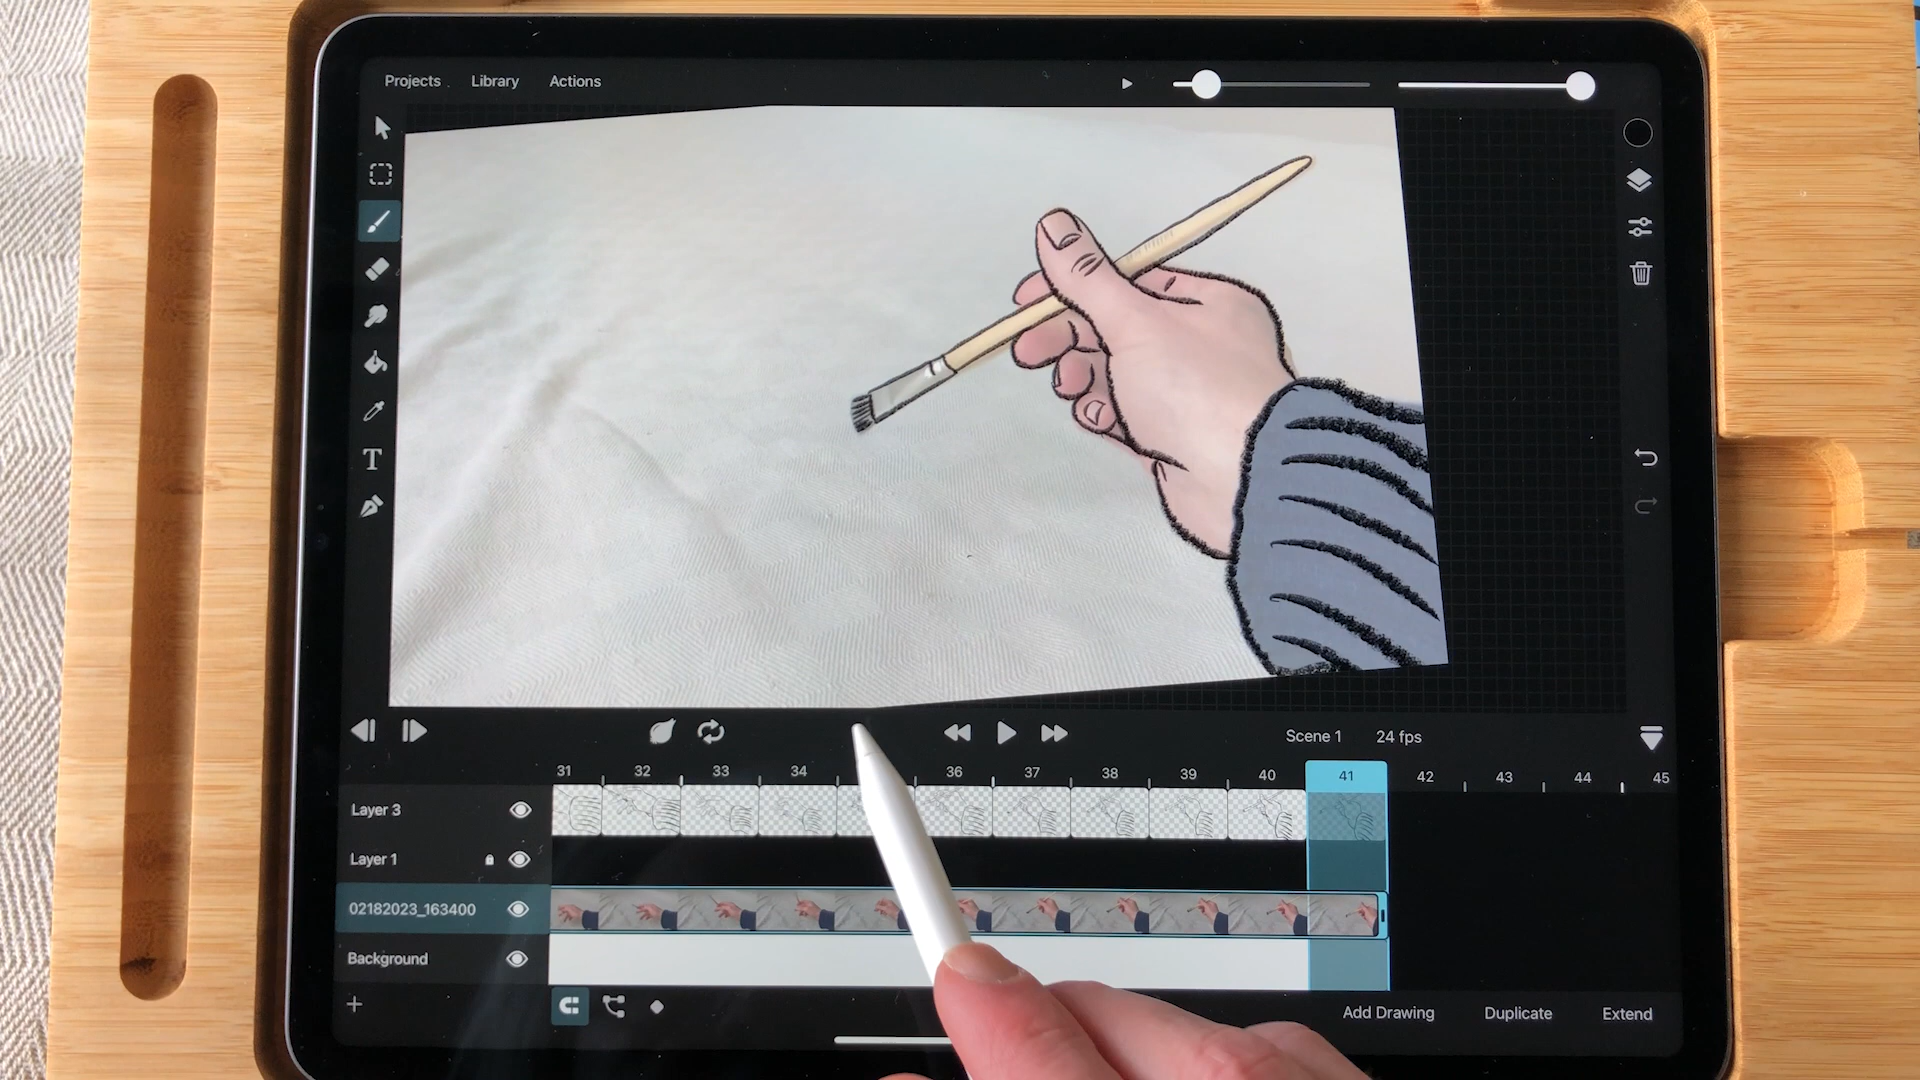 Projects Library Actions
T
Scene 1 24 fps
31 32 33 34 36 37 38 39 40 41 42 43 44 45
Layer 3
Layer 1
02182023_163400
Background
Add Drawing Duplicate Extend